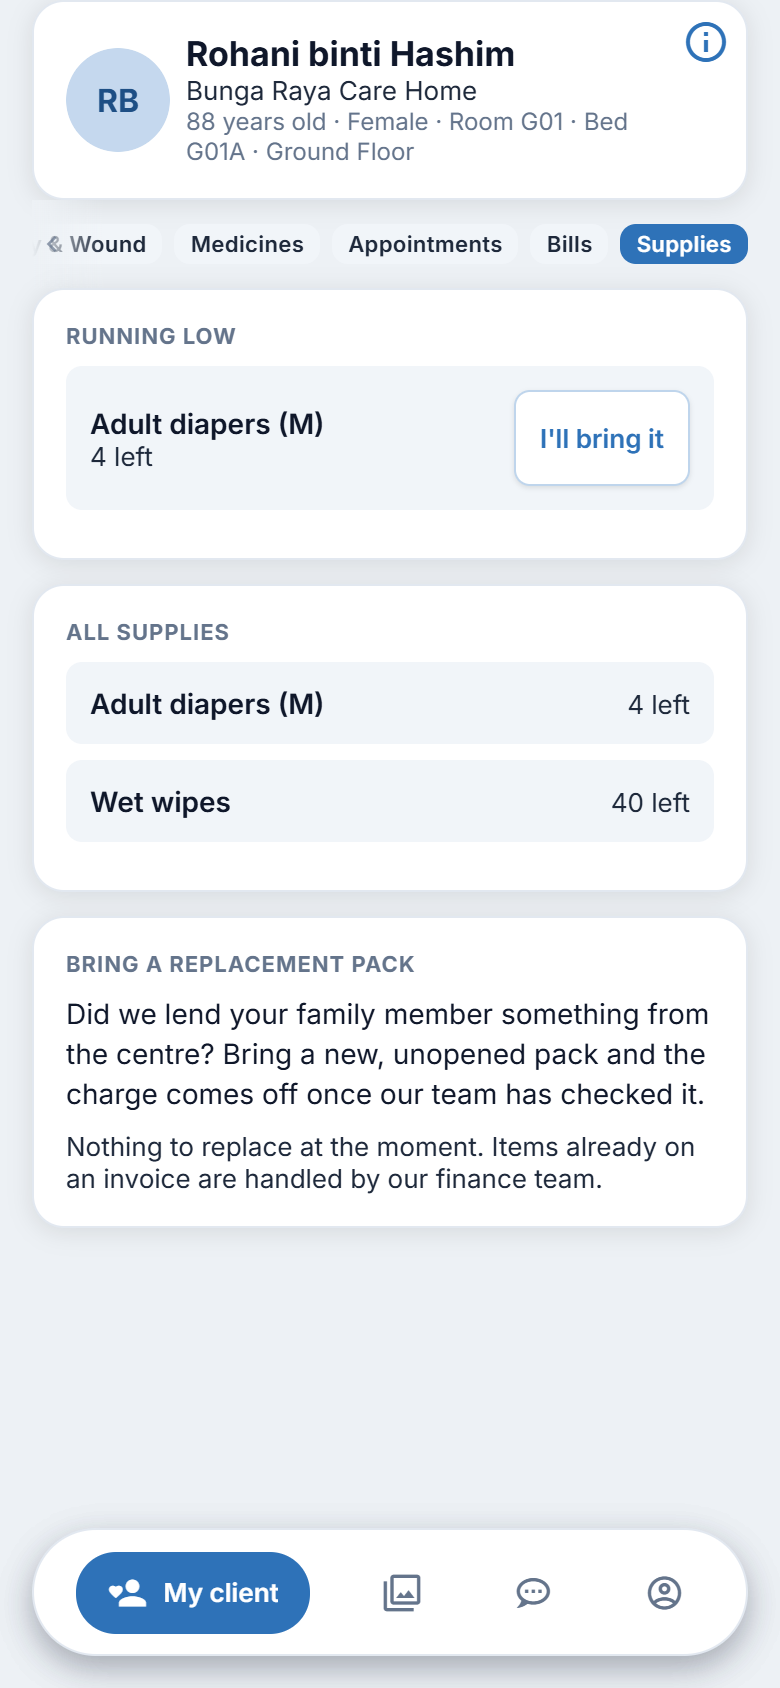 RB
Rohani binti Hashim
Bunga Raya Care Home
88 years old · Female · Room G01 · Bed
G01A · Ground Floor
& Wound
Medicines
Appointments
Bills
Supplies
RUNNING LOW
Adult diapers (M)
4 left
I'll bring it
ALL SUPPLIES
Adult diapers (M) 4 left
Wet wipes 40 left
BRING A REPLACEMENT PACK
Did we lend your family member something from
the centre? Bring a new, unopened pack and the
charge comes off once our team has checked it.
Nothing to replace at the moment. Items already on
an invoice are handled by our finance team.
My client